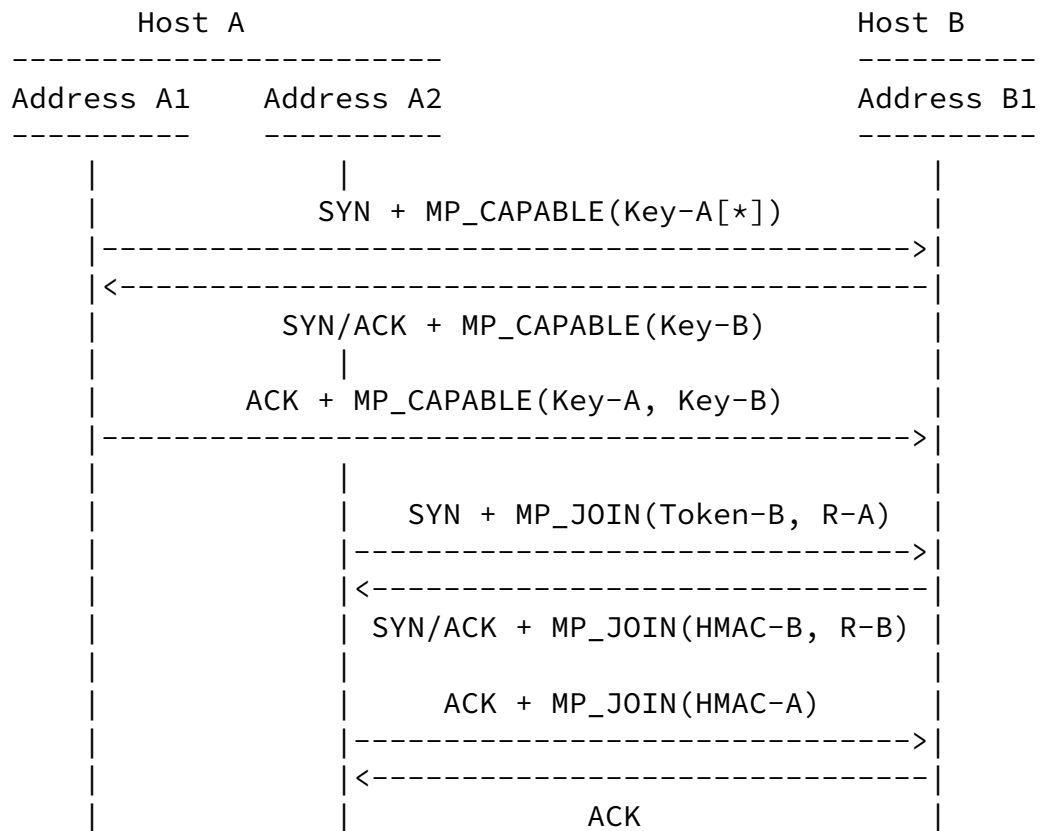 Host A Host B
Address A1 Address A2 Address B1
SYN + MP_CAPABLE(Key-A[*])
SYN/ACK + MP_CAPABLE(Key-B)
ACK + MP_CAPABLE(Key-A, Key-B)
SYN + MP_JOIN(Token-B, R-A)
SYN/ACK + MP_JOIN(HMAC-B, R-B)
ACK + MP_JOIN(HMAC-A)
ACK